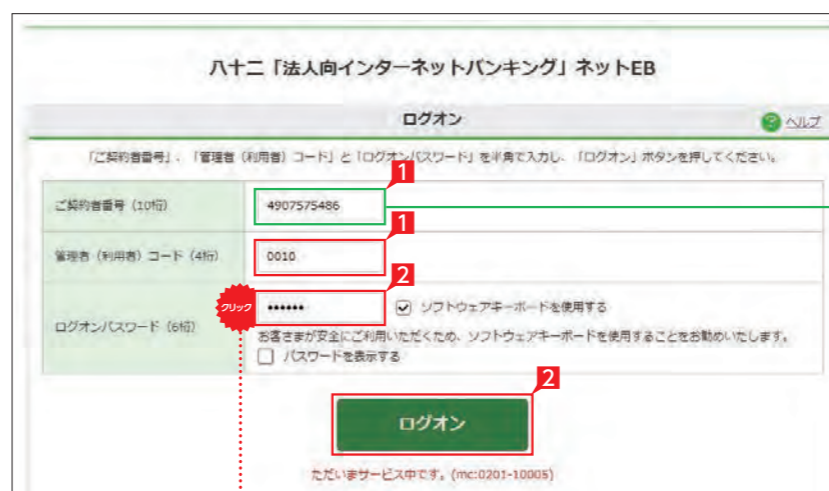 八十二「法人向インターネットバンキング」ネットEB
ログオン
ヘルプ
「ご契約者番号」、「管理者（利用者）コード」と「ログオンパスワード」を半角で入力し、「ログオン」ボタンを押してください。
1
ご契約者番号（10桁）
4907575486
1
管理者（利用者）コード（4桁）
0010
2
クリック
••••••
ソフトウェアキーボードを使用する
ログオンパスワード（6桁）
お客さまが安全にご利用いただくため、ソフトウェアキーボードを使用することをお勧めいたします。
パスワードを表示する
2
ログオン
ただいまサービス中です。(mc:0201-10005)